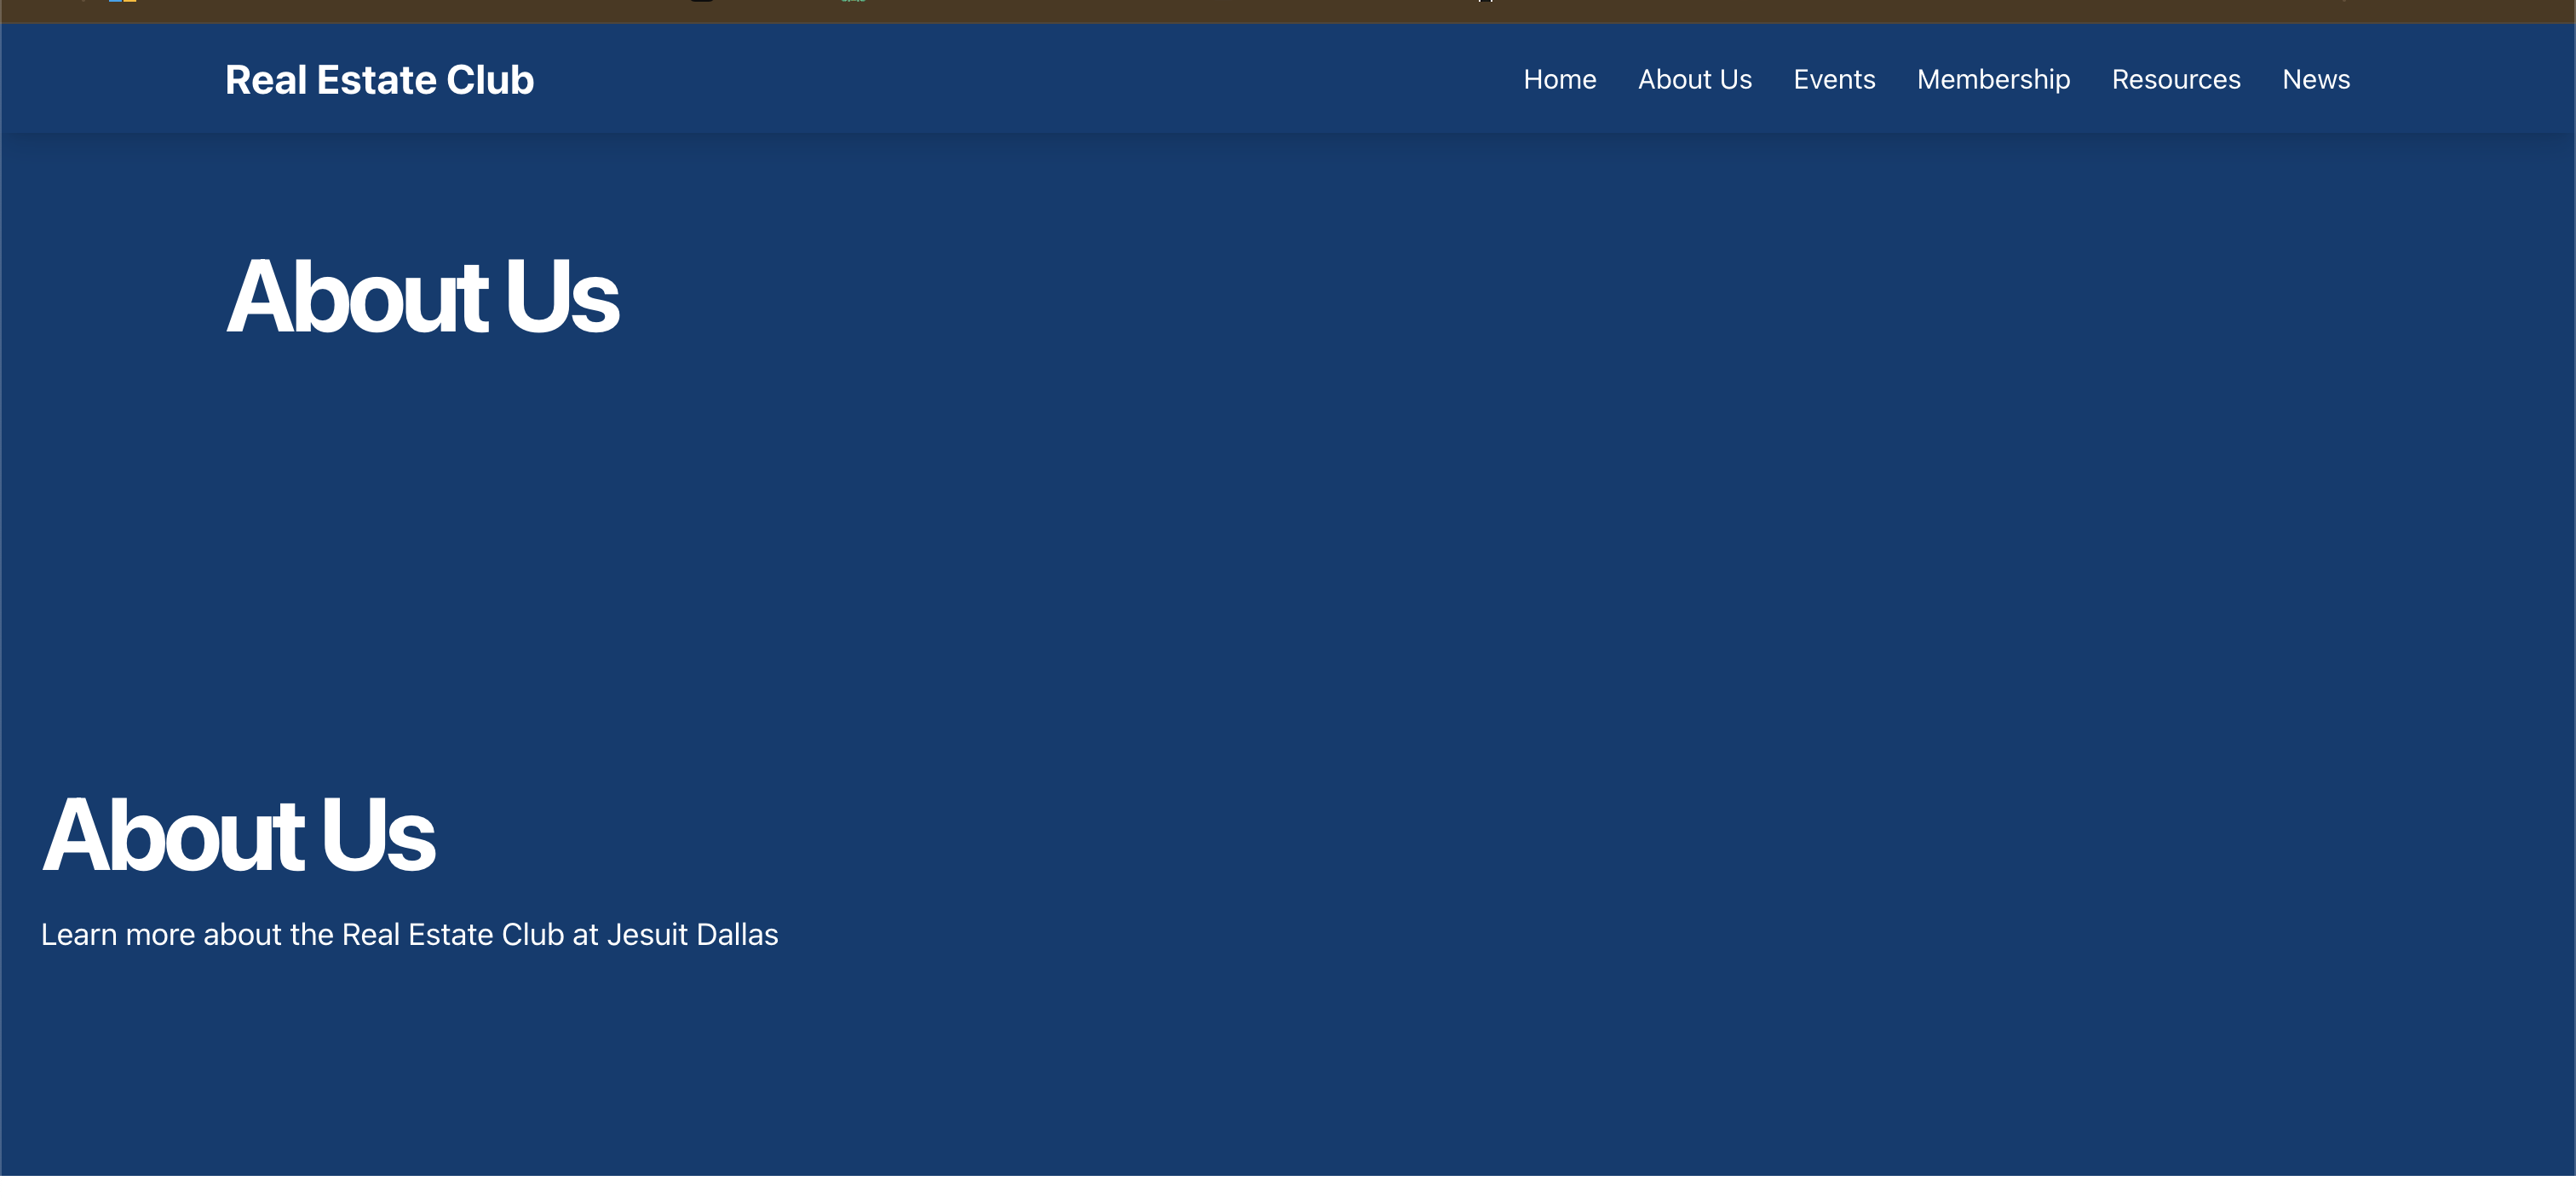 Real Estate Club
Home About Us Events Membership Resources News
About Us
About Us
Learn more about the Real Estate Club at Jesuit Dallas